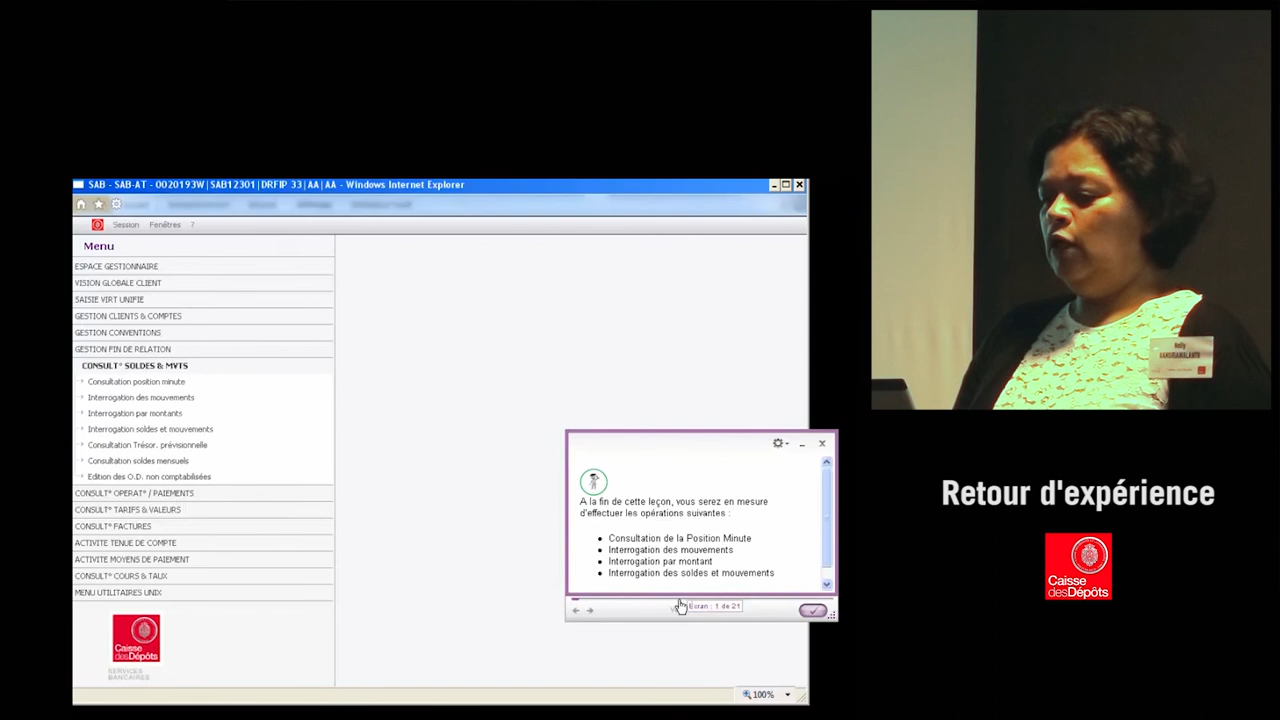 SAB - SAB-AT - 0020193W|SAB12301|DRFIP 33|AA|AA - Windows Internet Explorer
Session Fenêtres ?
Menu
ESPACE GESTIONNAIRE
VISION GLOBALE CLIENT
SAISIE VIRT UNIFIE
GESTION CLIENTS & COMPTES
GESTION CONVENTIONS
GESTION FIN DE RELATION
CONSULT° SOLDES & MVTS
Consultation position minute
Interrogation des mouvements
Interrogation par montants
Interrogation soldes et mouvements
Consultation Trésor. prévisionnelle
Consultation soldes mensuels
Edition des O.D. non comptabilisées
CONSULT° OPERAT° / PAIEMENTS
CONSULT° TARIFS & VALEURS
CONSULT° FACTURES
ACTIVITE TENUE DE COMPTE
ACTIVITE MOYENS DE PAIEMENT
CONSULT° COURS & TAUX
MENU UTILITAIRES UNIX
Caisse
desDépôts
SERVICES
BANCAIRES
A la fin de cette leçon, vous serez en mesure
d'effectuer les opérations suivantes :
Consultation de la Position Minute
Interrogation des mouvements
Interrogation par montant
Interrogation des soldes et mouvements
Ecran : 1 de 21
100%
Retour d'expérience
Caisse
desDépôts